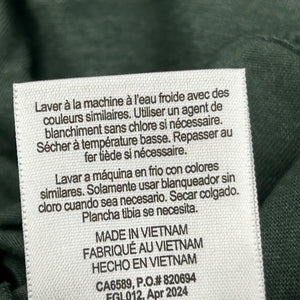 Laver à la machine à l'eau froide avec des
couleurs similaires. Utiliser un agent de
blanchiment sans chlore si nécessaire.
Sécher à température basse. Repasser au
fer tiède si nécessaire.
Lavar a máquina en frio con colores
similares. Solamente usar blanqueador sin
cloro cuando sea necesario. Secar colgado.
Plancha tibia se necesita.
MADE IN VIETNAM
FABRIQUÉ AU VIETNAM
HECHO EN VIETNAM
CA6589, P.O.# 820694
FGL012, Apr 2024